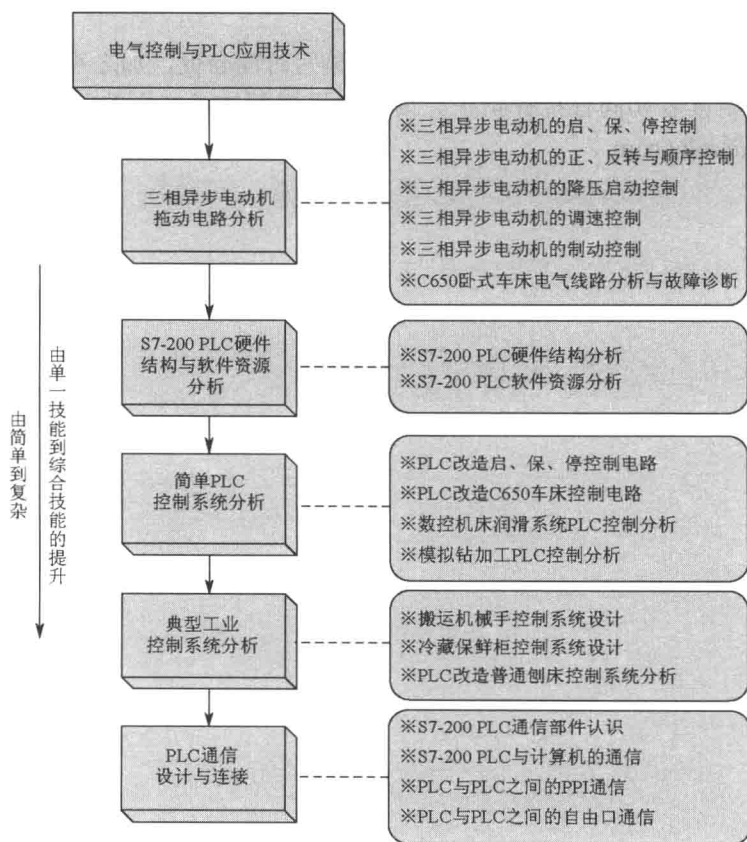 电气控制与PLC应用技术
三相异步电动机
拖动电路分析
※三相异步电动机的启、保、停控制
※三相异步电动机的正、反转与顺序控制
※三相异步电动机的降压启动控制
※三相异步电动机的调速控制
※三相异步电动机的制动控制
※C650卧式车床电气线路分析与故障诊断
S7-200 PLC硬件
结构与软件资源
分析
※S7-200 PLC硬件结构分析
※S7-200 PLC软件资源分析
简单PLC
控制系统分析
※PLC改造启、保、停控制电路
※PLC改造C650车床控制电路
※数控机床润滑系统PLC控制分析
※模拟钻加工PLC控制分析
典型工业
控制系统分析
※搬运机械手控制系统设计
※冷藏保鲜柜控制系统设计
※PLC改造普通刨床控制系统分析
PLC通信
设计与连接
※S7-200 PLC通信部件认识
※S7-200 PLC与计算机的通信
※PLC与PLC之间的PPI通信
※PLC与PLC之间的自由口通信
由单一技能到综合技能的提升
由简单到复杂